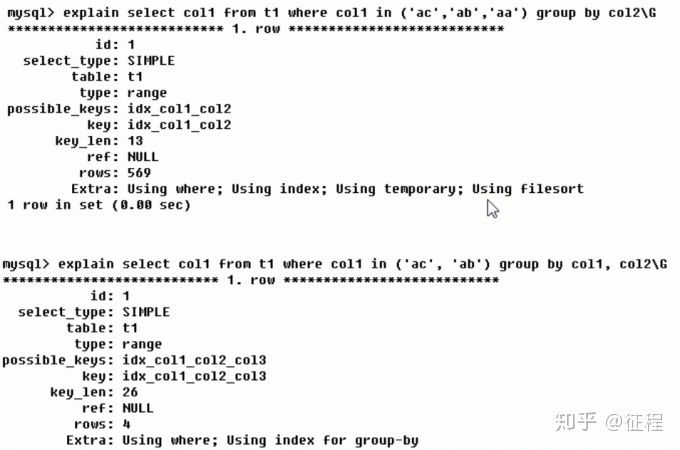 mysql> explain select col1 from t1 where col1 in ('ac','ab','aa') group by col2\G
*************************** 1. row ***************************
id: 1
select_type: SIMPLE
table: t1
type: range
possible_keys: idx_col1_col2
key: idx_col1_col2
key_len: 13
ref: NULL
rows: 569
Extra: Using where; Using index; Using temporary; Using filesort
1 row in set (0.00 sec)
mysql> explain select col1 from t1 where col1 in ('ac', 'ab') group by col1, col2\G
*************************** 1. row ***************************
id: 1
select_type: SIMPLE
table: t1
type: range
possible_keys: idx_col1_col2_col3
key: idx_col1_col2_col3
key_len: 26
ref: NULL
rows: 4
Extra: Using where; Using index for group-by
知乎 @征程